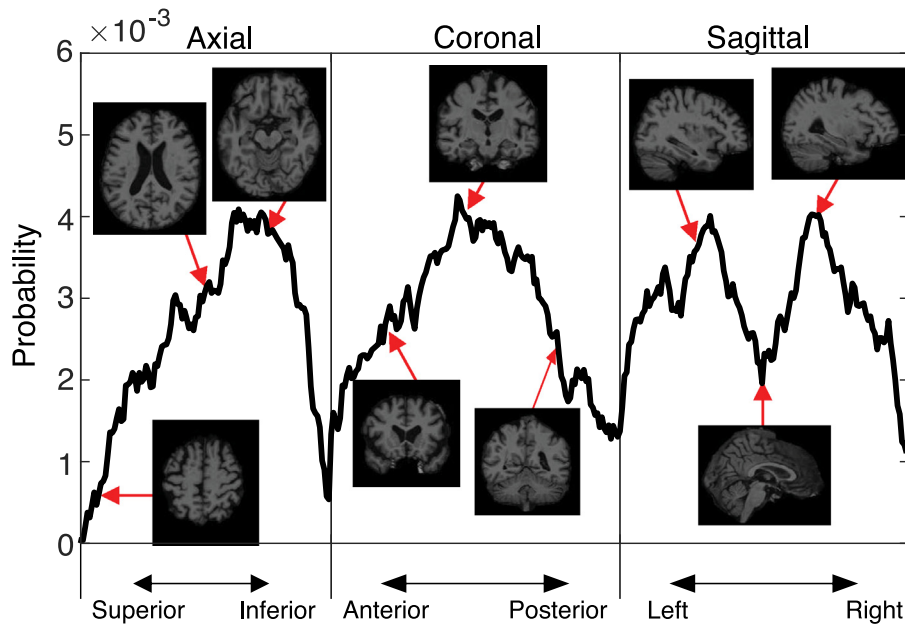 ×10⁻³
Axial
Coronal
Sagittal
6
5
4
3
2
1
0
Probability
Superior
Inferior
Anterior
Posterior
Left
Right